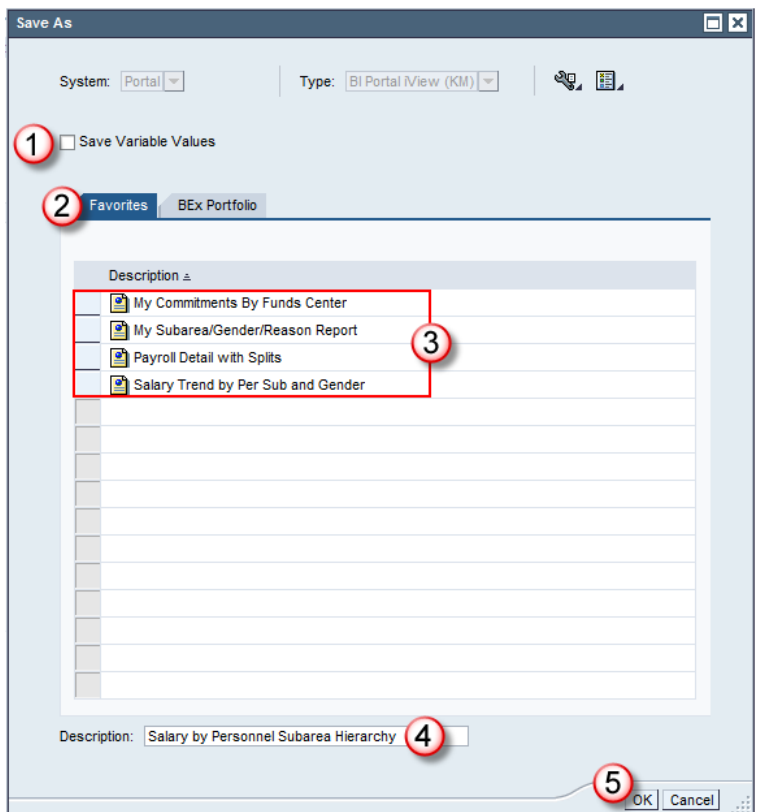 Save As
System: Portal Type: BI Portal iView (KM)
1 Save Variable Values
2 Favorites BEx Portfolio
Description
My Commitments By Funds Center
My Subarea/Gender/Reason Report
3
Payroll Detail with Splits
Salary Trend by Per Sub and Gender
Description: Salary by Personnel Subarea Hierarchy 4
5
OK Cancel